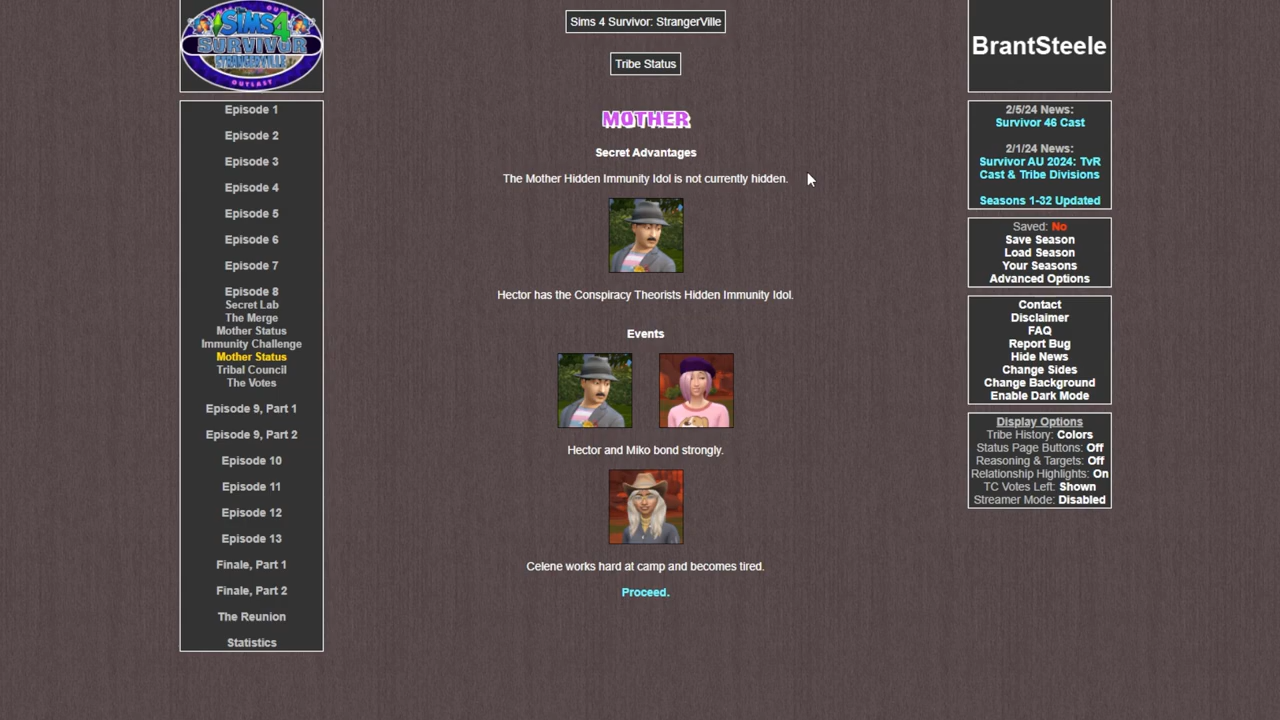 SIMS 4
SURVIVOR
STRANGERVILLE
OUTLAST
Episode 1
Episode 2
Episode 3
Episode 4
Episode 5
Episode 6
Episode 7
Episode 8
Secret Lab
The Merge
Mother Status
Immunity Challenge
Mother Status
Tribal Council
The Votes
Episode 9, Part 1
Episode 9, Part 2
Episode 10
Episode 11
Episode 12
Episode 13
Finale, Part 1
Finale, Part 2
The Reunion
Statistics
Sims 4 Survivor: StrangerVille
Tribe Status
MOTHER
Secret Advantages
The Mother Hidden Immunity Idol is not currently hidden.
Hector has the Conspiracy Theorists Hidden Immunity Idol.
Events
Hector and Miko bond strongly.
Celene works hard at camp and becomes tired.
Proceed.
BrantSteele
2/5/24 News:
Survivor 46 Cast
2/1/24 News:
Survivor AU 2024: TvR
Cast & Tribe Divisions
Seasons 1-32 Updated
Saved: No
Save Season
Load Season
Your Seasons
Advanced Options
Contact
Disclaimer
FAQ
Report Bug
Hide News
Change Sides
Change Background
Enable Dark Mode
Display Options
Tribe History: Colors
Status Page Buttons: Off
Reasoning & Targets: Off
Relationship Highlights: On
TC Votes Left: Shown
Streamer Mode: Disabled